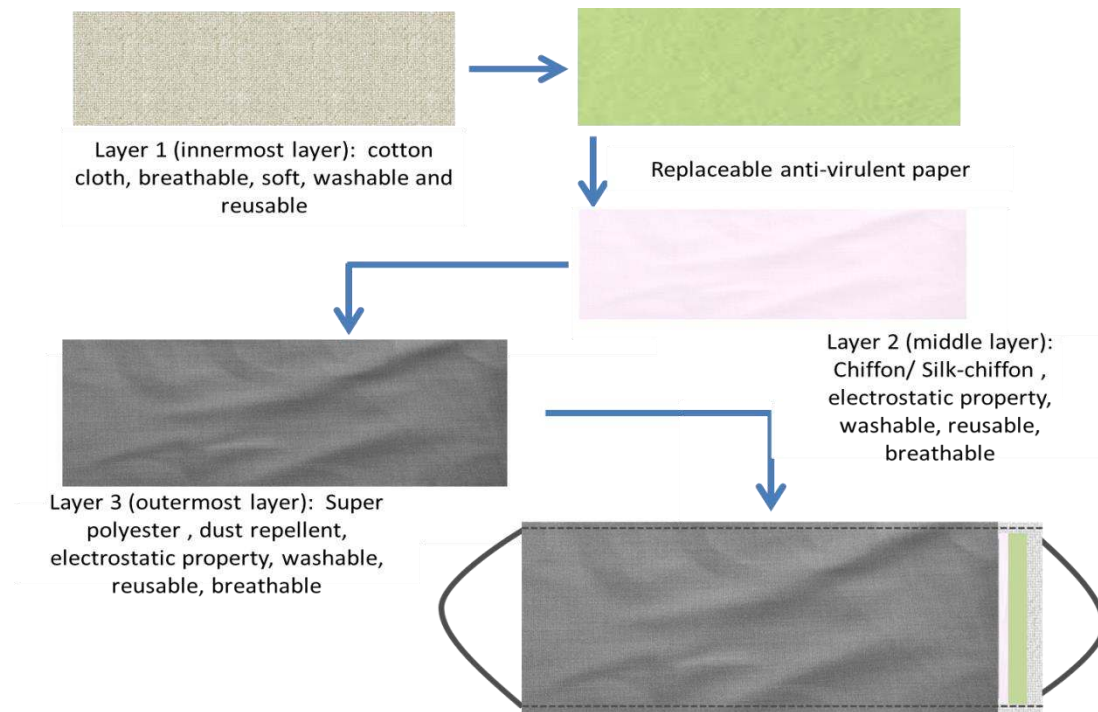 Layer 1 (innermost layer):  cotton
cloth, breathable, soft, washable and
reusable
Replaceable anti-virulent paper
Layer 2 (middle layer):
Chiffon/ Silk-chiffon ,
electrostatic property,
washable, reusable,
breathable
Layer 3 (outermost layer):  Super
polyester , dust repellent,
electrostatic property, washable,
reusable, breathable